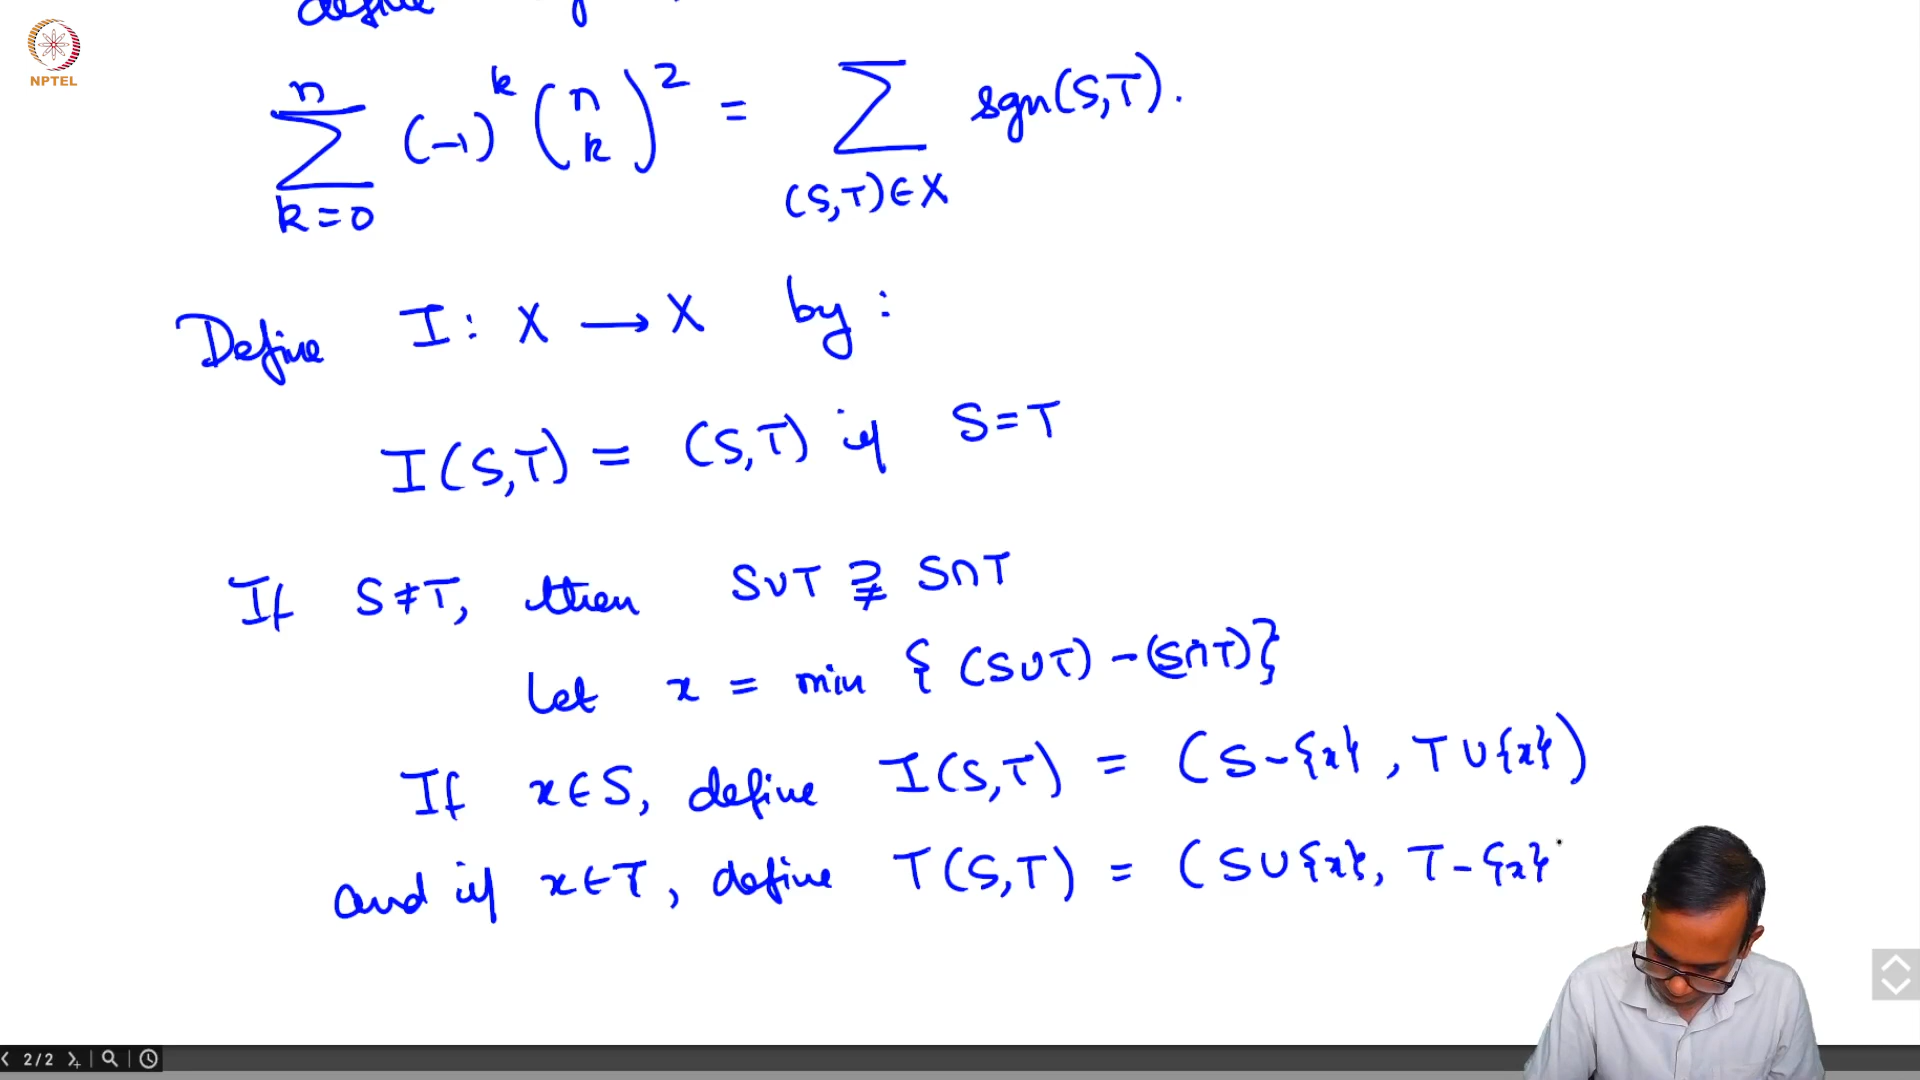 define
NPTEL
n
∑ (-1)^k (n k)^2 = ∑ sgn(S,T).
k=0 (S,T)∈X
Define I: X → X by:
I(S,T) = (S,T) if S=T
If S≠T, then S∪T ⊋ S∩T
Let x = min { (S∪T) - (S∩T)}
If x∈S, define I(S,T) = (S-{x}, T∪{x})
and if x∈T, define T(S,T) = (S∪{x}, T-{x}
2/2